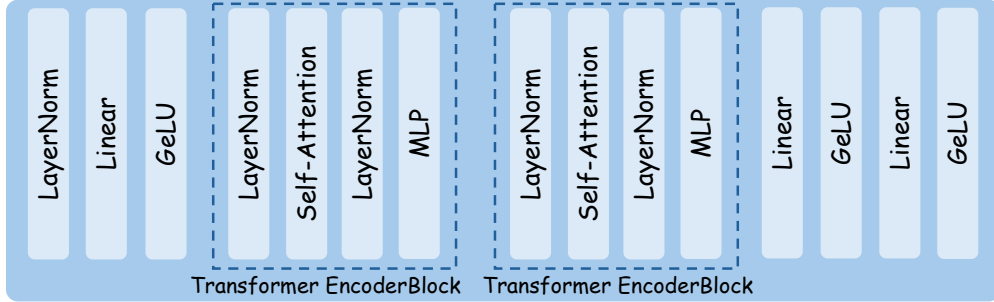 LayerNorm
Linear
GeLU
LayerNorm
Self-Attention
LayerNorm
MLP
Transformer EncoderBlock
LayerNorm
Self-Attention
LayerNorm
MLP
Transformer EncoderBlock
Linear
GeLU
Linear
GeLU